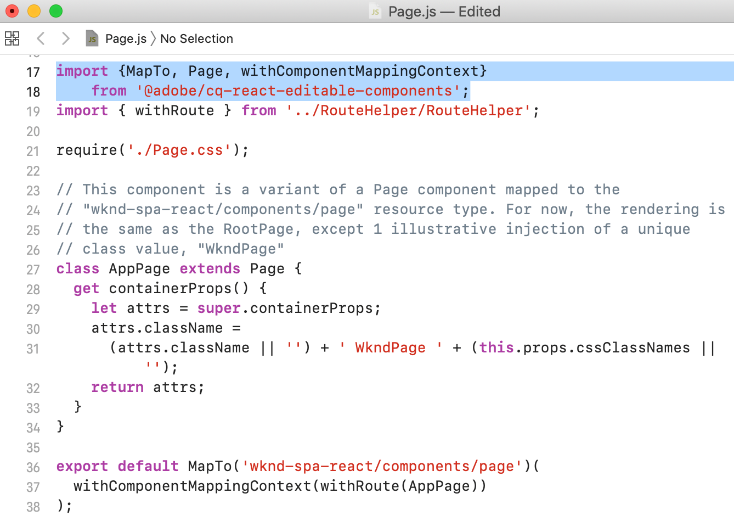 Page.js — Edited
Page.js > No Selection
17 import {MapTo, Page, withComponentMappingContext}
18     from '@adobe/cq-react-editable-components';
19 import { withRoute } from '../RouteHelper/RouteHelper';
20
21 require('./Page.css');
22
23 // This component is a variant of a Page component mapped to the
24 // "wknd-spa-react/components/page" resource type. For now, the rendering is
25 // the same as the RootPage, except 1 illustrative injection of a unique
26 // class value, "WkndPage"
27 class AppPage extends Page {
28   get containerProps() {
29     let attrs = super.containerProps;
30     attrs.className =
31       (attrs.className || '') + ' WkndPage ' + (this.props.cssClassNames ||
'');
32     return attrs;
33   }
34 }
35
36 export default MapTo('wknd-spa-react/components/page')(
37   withComponentMappingContext(withRoute(AppPage))
38 );